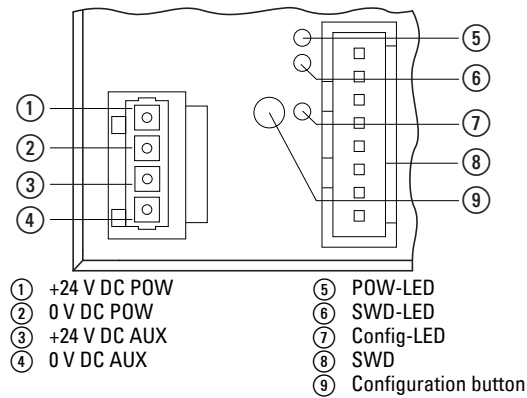 5
6
1
7
2
3
8
4
9
1 +24 V DC POW
2 0 V DC POW
3 +24 V DC AUX
4 0 V DC AUX
5 POW-LED
6 SWD-LED
7 Config-LED
8 SWD
9 Configuration button